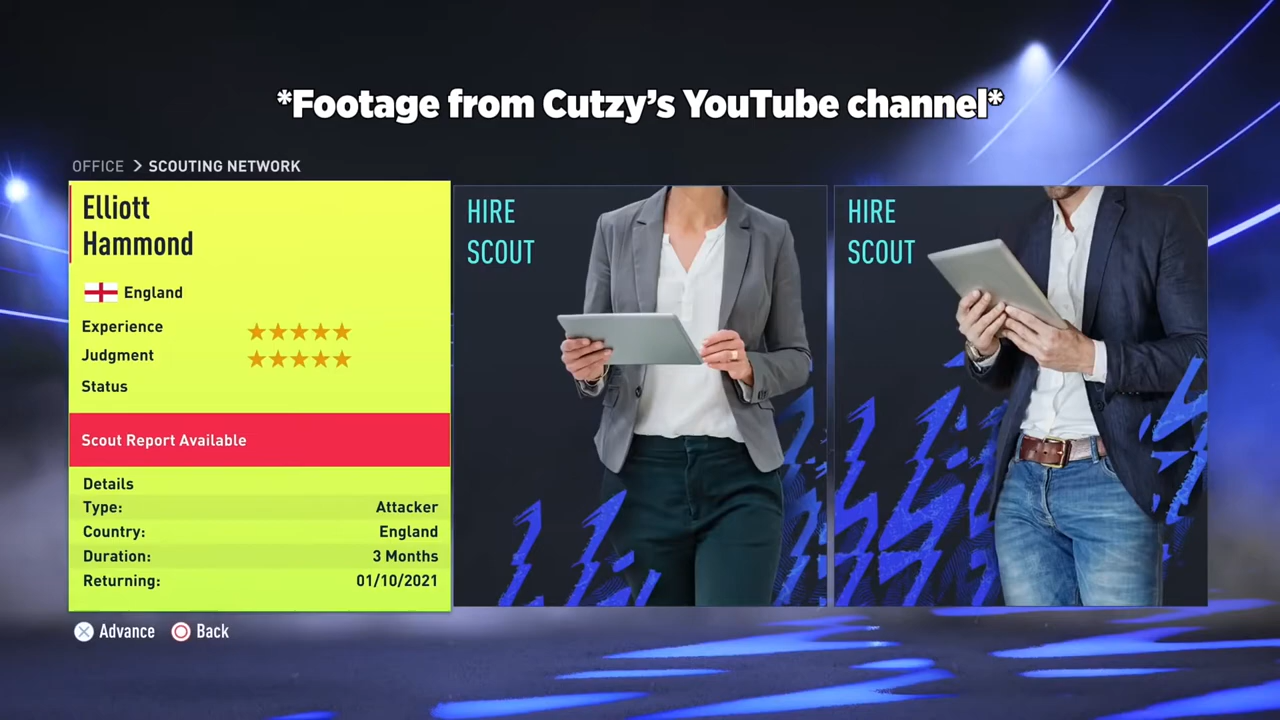 *Footage from Cutzy's YouTube channel*
OFFICE > SCOUTING NETWORK
Elliott
Hammond
England
Experience ★★★★★
Judgment ★★★★★
Status
Scout Report Available
Details
Type: Attacker
Country: England
Duration: 3 Months
Returning: 01/10/2021
HIRE
SCOUT
HIRE
SCOUT
Advance Back